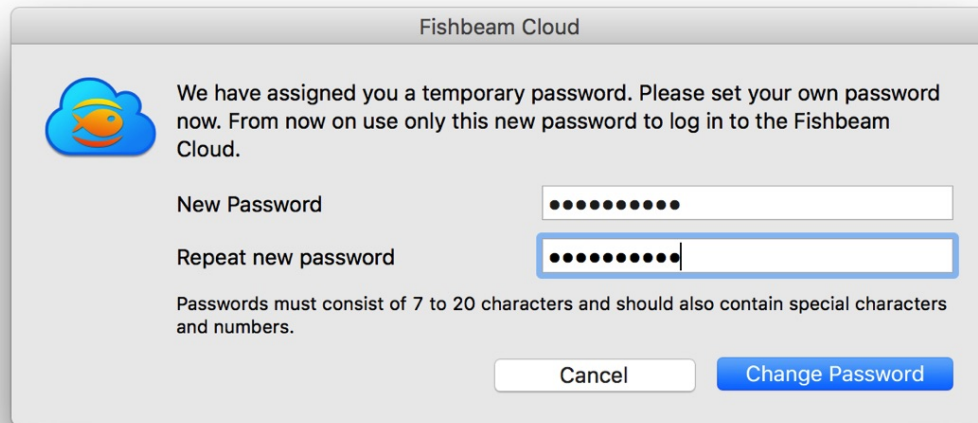 Fishbeam Cloud
We have assigned you a temporary password. Please set your own password
now. From now on use only this new password to log in to the Fishbeam
Cloud.
New Password ••••••••••
Repeat new password ••••••••••
Passwords must consist of 7 to 20 characters and should also contain special characters
and numbers.
Cancel Change Password